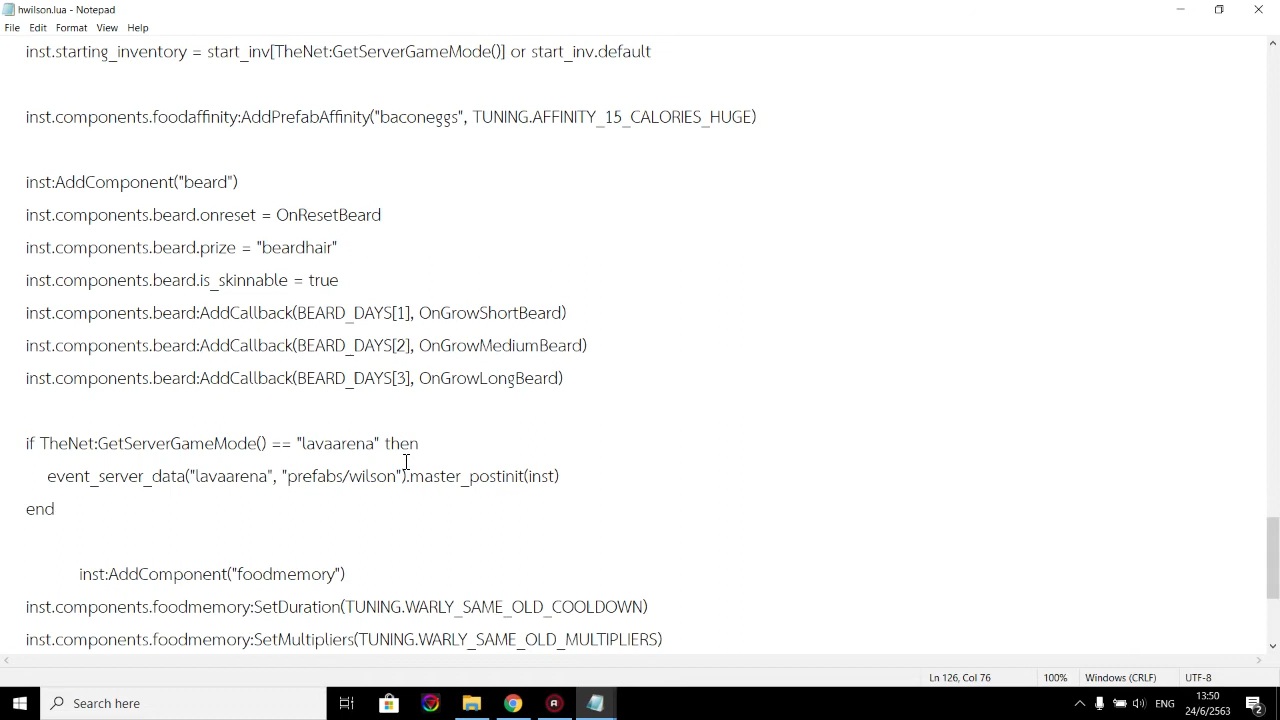 hwilson.lua - Notepad
File Edit Format View Help
inst.starting_inventory = start_inv[TheNet:GetServerGameMode()] or start_inv.default
inst.components.foodaffinity:AddPrefabAffinity("baconeggs", TUNING.AFFINITY_15_CALORIES_HUGE)
inst:AddComponent("beard")
inst.components.beard.onreset = OnResetBeard
inst.components.beard.prize = "beardhair"
inst.components.beard.is_skinnable = true
inst.components.beard:AddCallback(BEARD_DAYS[1], OnGrowShortBeard)
inst.components.beard:AddCallback(BEARD_DAYS[2], OnGrowMediumBeard)
inst.components.beard:AddCallback(BEARD_DAYS[3], OnGrowLongBeard)
if TheNet:GetServerGameMode() == "lavaarena" then
event_server_data("lavaarena", "prefabs/wilson").master_postinit(inst)
end
inst:AddComponent("foodmemory")
inst.components.foodmemory:SetDuration(TUNING.WARLY_SAME_OLD_COOLDOWN)
inst.components.foodmemory:SetMultipliers(TUNING.WARLY_SAME_OLD_MULTIPLIERS)
Ln 126, Col 76 100% Windows (CRLF) UTF-8
Search here ENG 13:50
24/6/2563 2